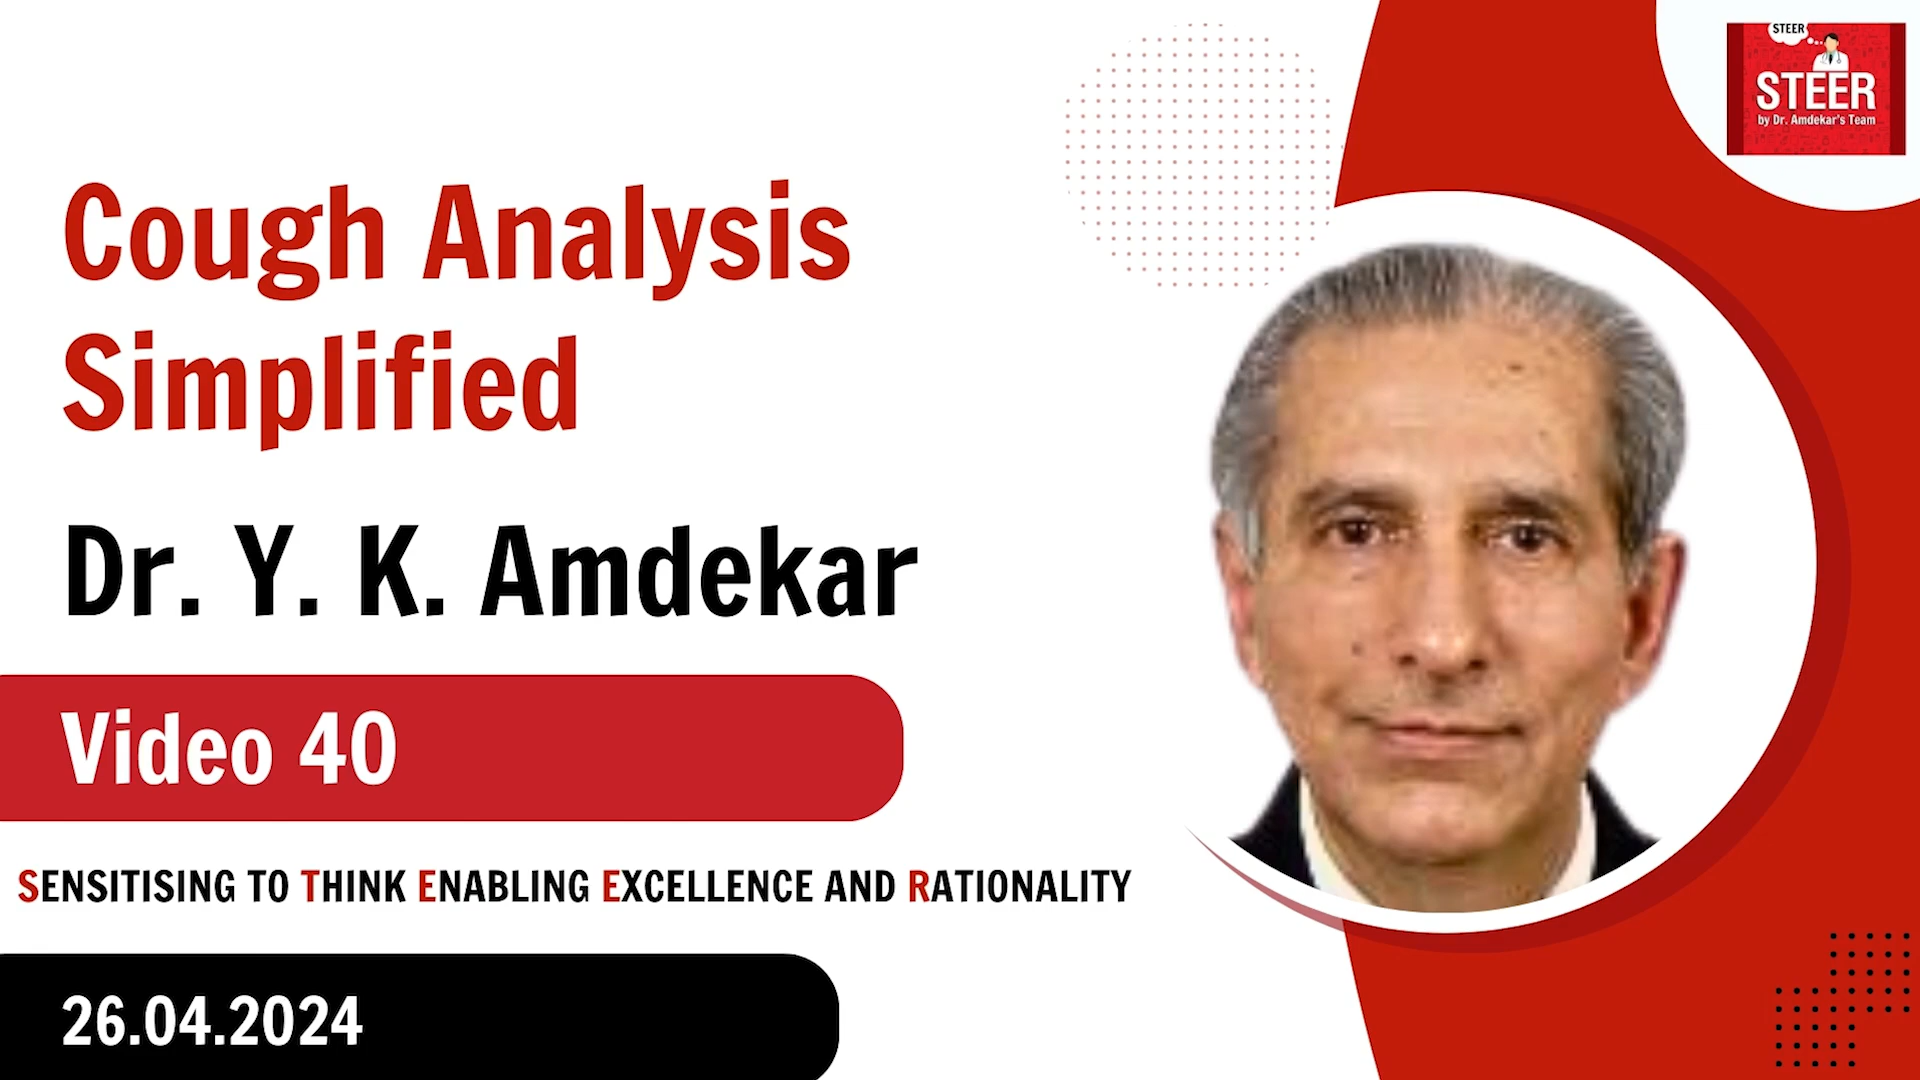 STEER
STEER
by Dr. Amdekar's Team
Cough Analysis
Simplified
Dr. Y. K. Amdekar
Video 40
SENSITISING TO THINK ENABLING EXCELLENCE AND RATIONALITY
26.04.2024